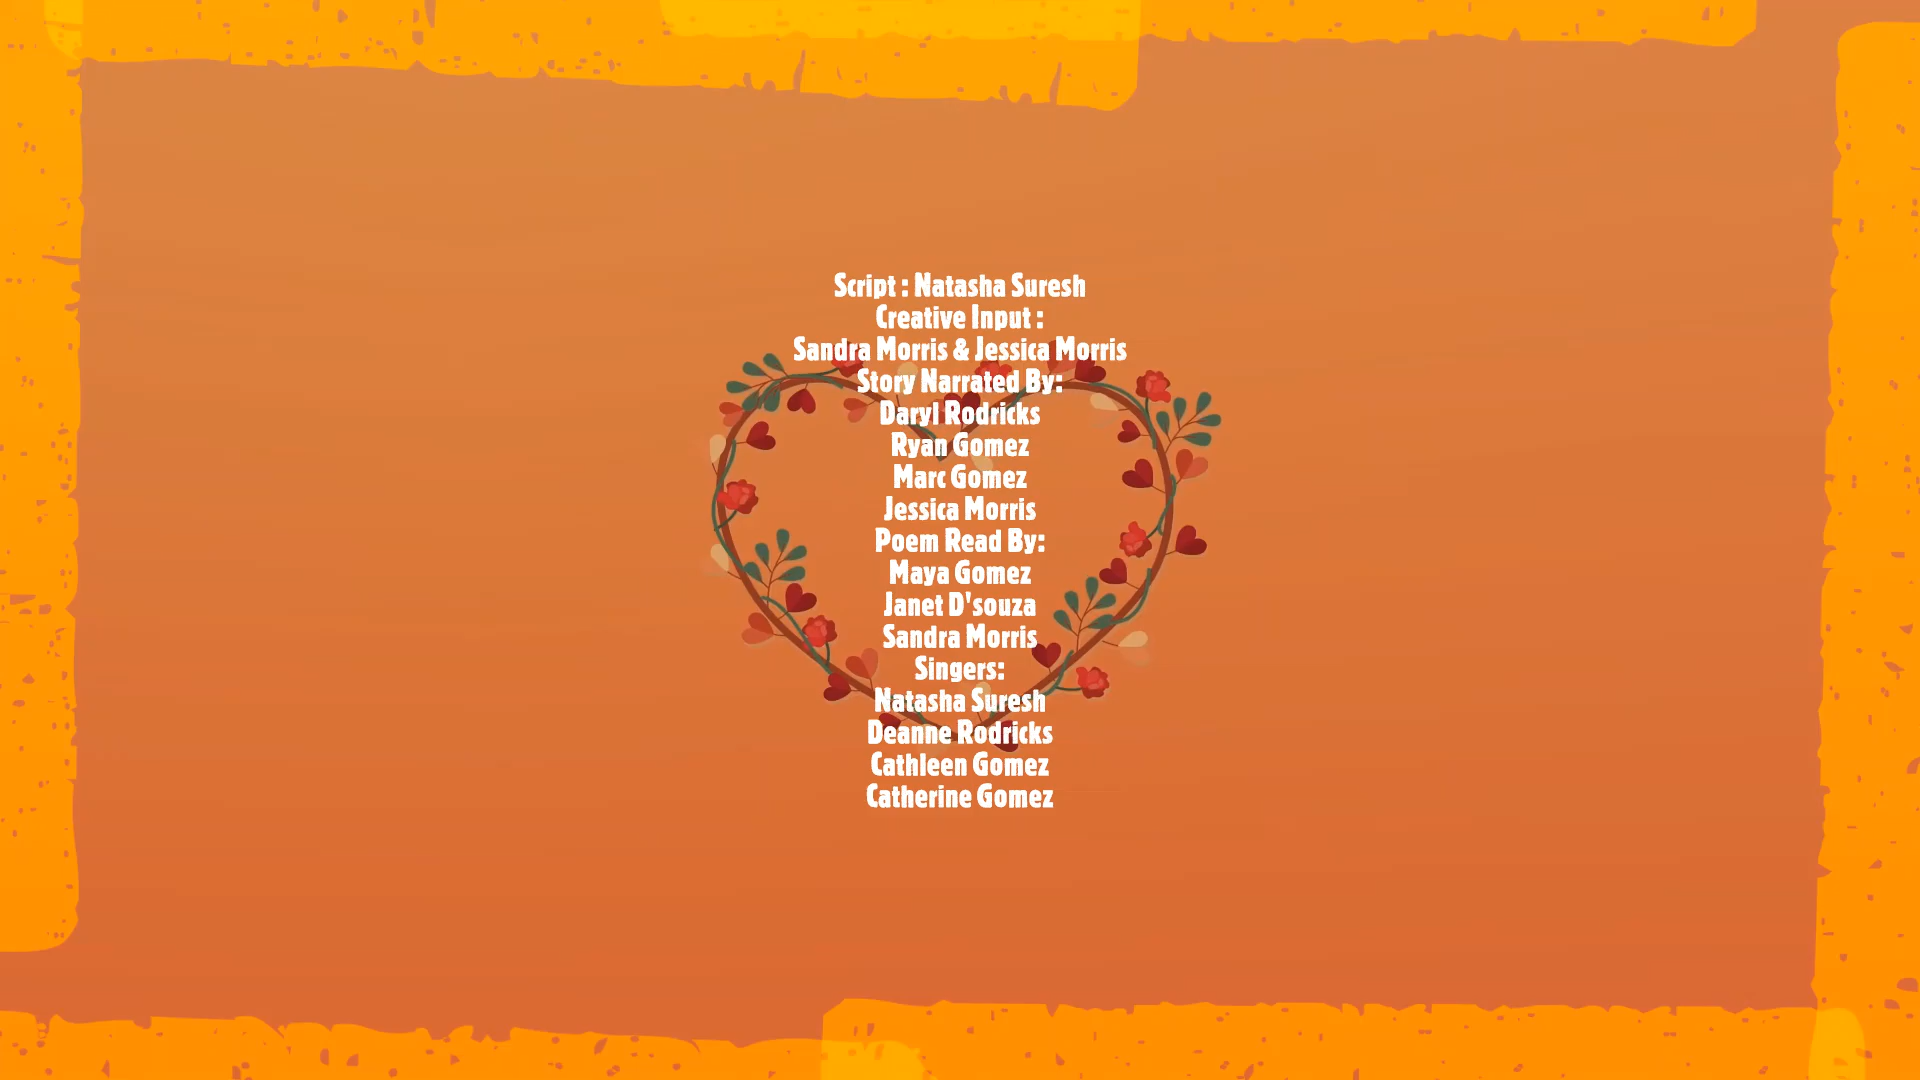 Script : Natasha Suresh
Creative Input :
Sandra Morris & Jessica Morris
Story Narrated By:
Daryl Rodricks
Ryan Gomez
Marc Gomez
Jessica Morris
Poem Read By:
Maya Gomez
Janet D'souza
Sandra Morris
Singers:
Natasha Suresh
Deanne Rodricks
Cathleen Gomez
Catherine Gomez